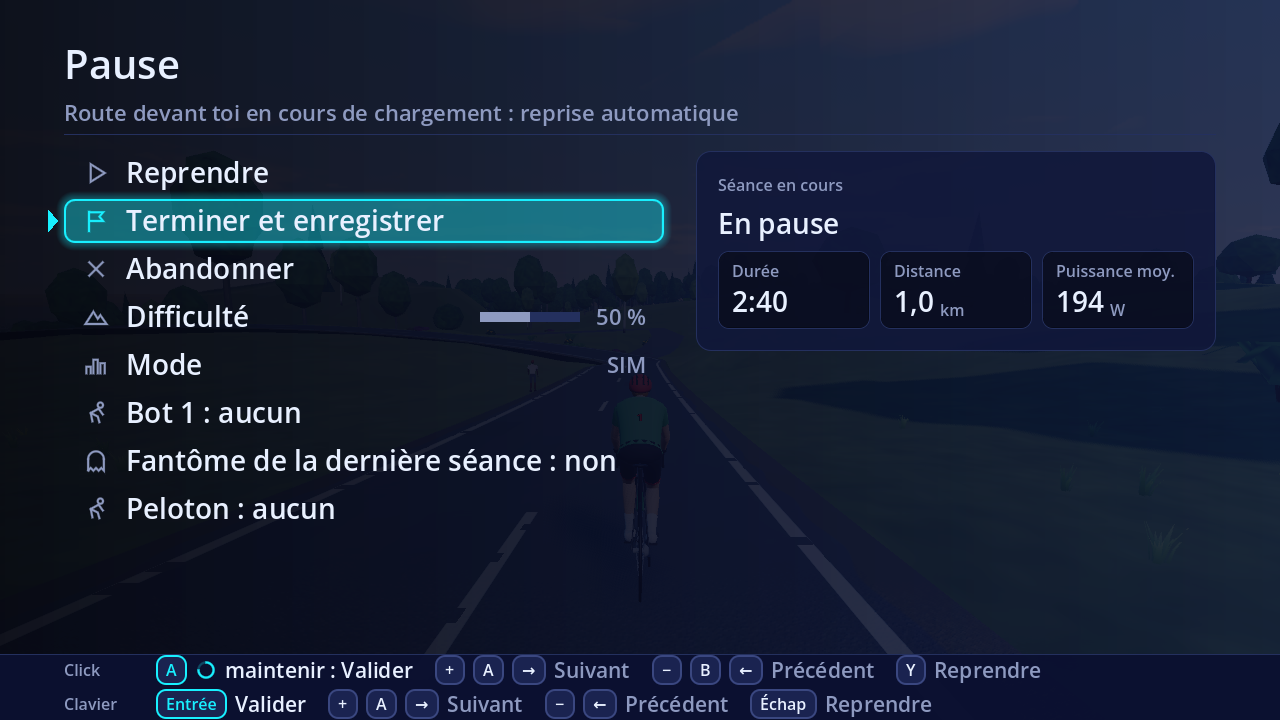 Pause
Route devant toi en cours de chargement : reprise automatique
Reprendre
Terminer et enregistrer
Abandonner
Difficulté 50 %
Mode SIM
Bot 1 : aucun
Fantôme de la dernière séance : non
Peloton : aucun
Séance en cours
En pause
Durée
2:40
Distance
1,0 km
Puissance moy.
194 W
Click A maintenir : Valider + A → Suivant − B ← Précédent Y Reprendre
Clavier Entrée Valider + A → Suivant − ← Précédent Échap Reprendre